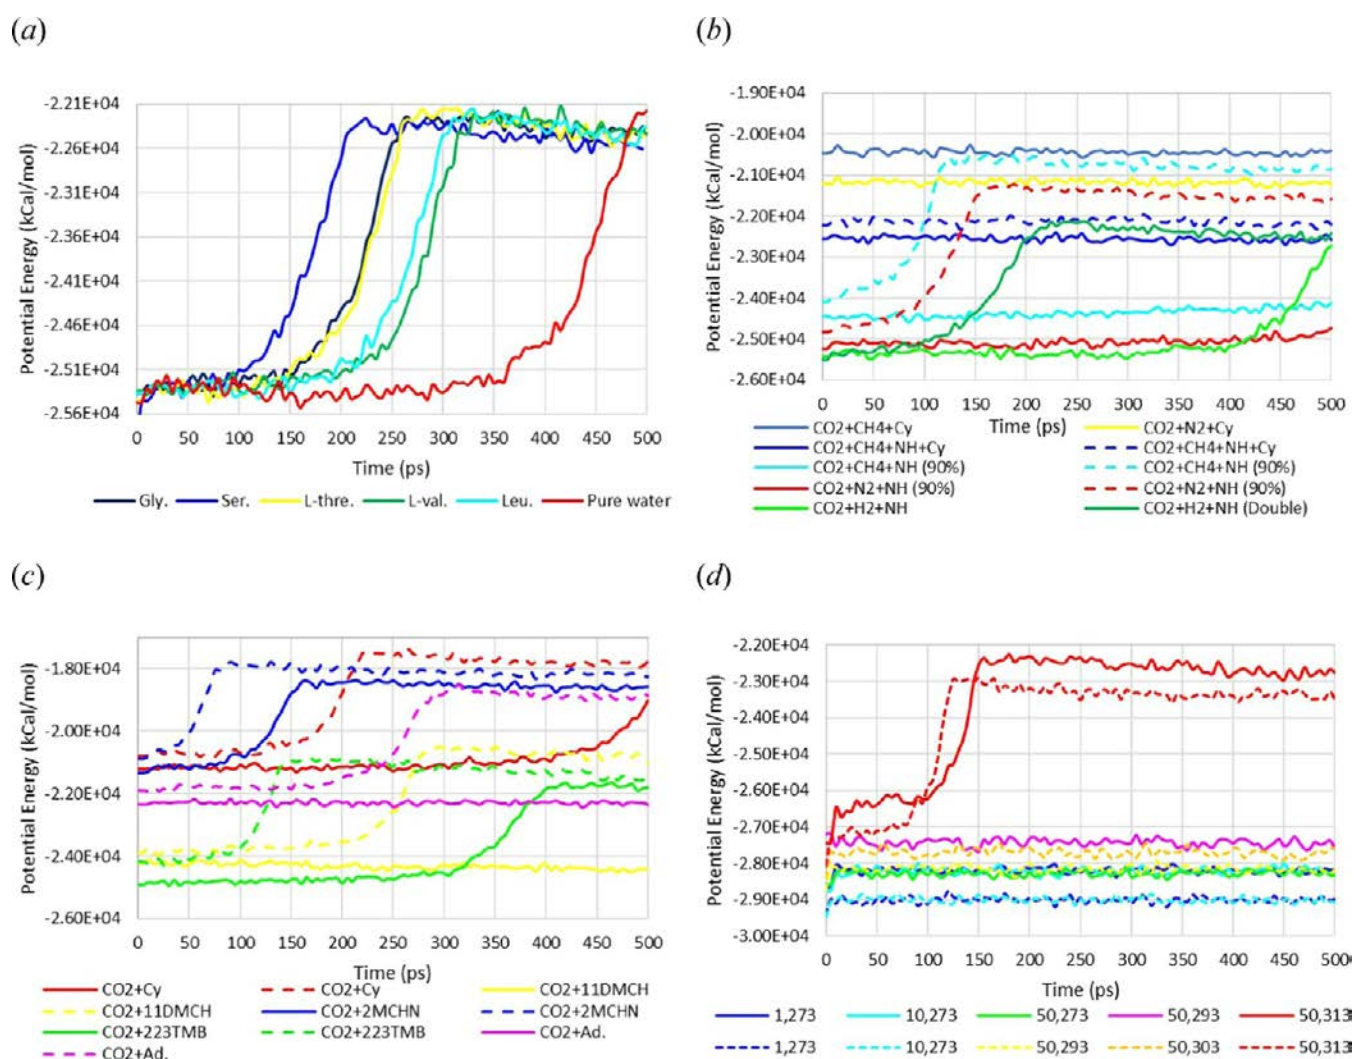 (a)
-2.21E+04
-2.26E+04
-2.31E+04
-2.36E+04
-2.41E+04
-2.46E+04
-2.51E+04
-2.56E+04
Potential Energy (kCal/mol)
0 50 100 150 200 250 300 350 400 450 500
Time (ps)
Gly. Ser. L-thre. L-val. Leu. Pure water
(b)
-1.90E+04
-2.00E+04
-2.10E+04
-2.20E+04
-2.30E+04
-2.40E+04
-2.50E+04
-2.60E+04
Potential Energy (kCal/mol)
0 50 100 150 200 250 300 350 400 450 500
Time (ps)
CO2+CH4+Cy CO2+N2+Cy
CO2+CH4+NH+Cy CO2+CH4+NH+Cy
CO2+CH4+NH (90%) CO2+CH4+NH (90%)
CO2+N2+NH (90%) CO2+N2+NH (90%)
CO2+H2+NH CO2+H2+NH (Double)
(c)
-1.80E+04
-2.00E+04
-2.20E+04
-2.40E+04
-2.60E+04
Potential Energy (kCal/mol)
0 50 100 150 200 250 300 350 400 450 500
Time (ps)
CO2+Cy CO2+Cy CO2+11DMCH
CO2+11DMCH CO2+2MCHN CO2+2MCHN
CO2+223TMB CO2+223TMB CO2+Ad.
CO2+Ad.
(d)
-2.20E+04
-2.30E+04
-2.40E+04
-2.50E+04
-2.60E+04
-2.70E+04
-2.80E+04
-2.90E+04
-3.00E+04
Potential Energy (kCal/mol)
0 50 100 150 200 250 300 350 400 450 500
Time (ps)
1,273 10,273 50,273 50,293 50,313
1,273 10,273 50,293 50,303 50,313